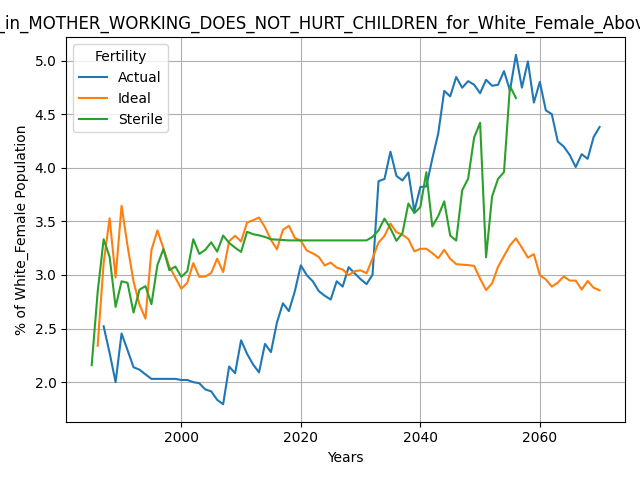 _in_MOTHER_WORKING_DOES_NOT_HURT_CHILDREN_for_White_Female_Abov
Fertility
Actual
Ideal
Sterile
% of White_Female Population
5.0
4.5
4.0
3.5
3.0
2.5
2.0
2000
2020
2040
2060
Years